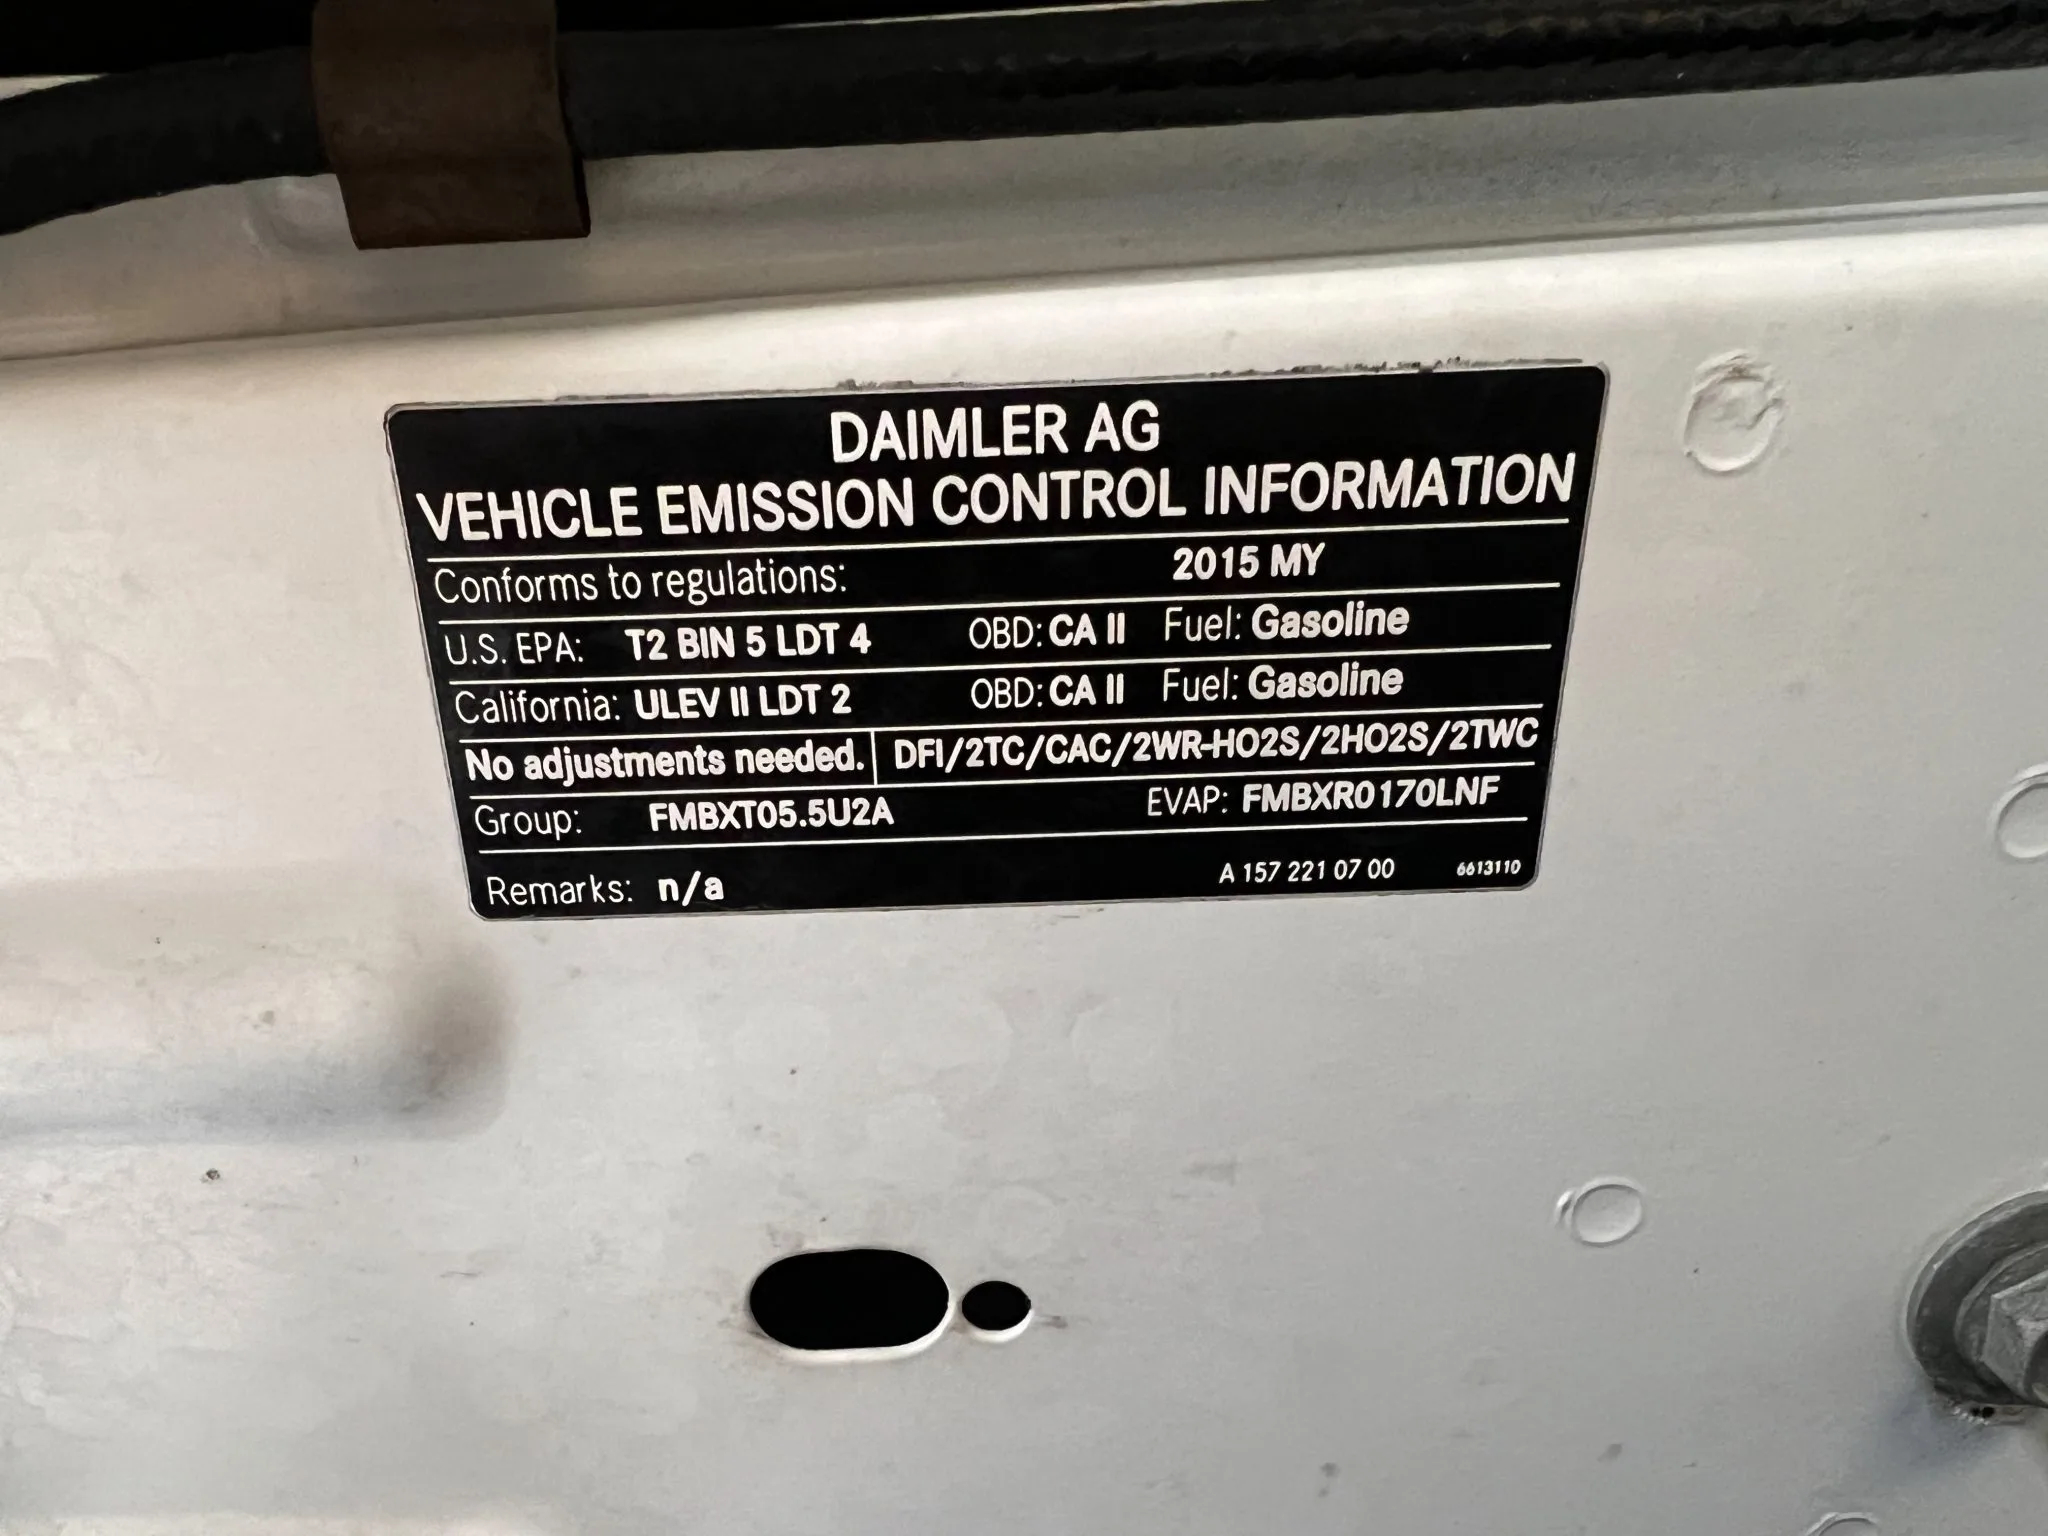 DAIMLER AG
VEHICLE EMISSION CONTROL INFORMATION
Conforms to regulations: 2015 MY
U.S. EPA: T2 BIN 5 LDT 4 OBD: CA II Fuel: Gasoline
California: ULEV II LDT 2 OBD: CA II Fuel: Gasoline
No adjustments needed. DFI/2TC/CAC/2WR-HO2S/2HO2S/2TWC
Group: FMBXT05.5U2A EVAP: FMBXR0170LNF
Remarks: n/a A 157 221 07 00 6613110